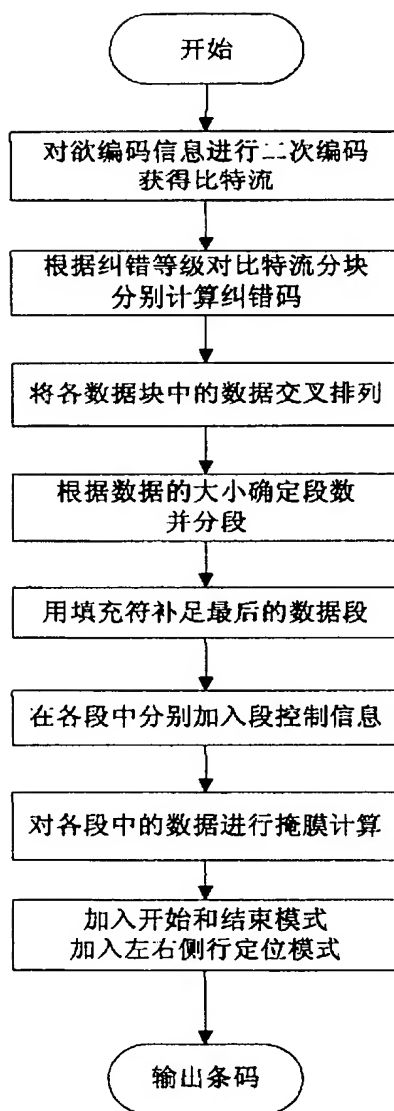 开始
对欲编码信息进行二次编码
获得比特流
根据纠错等级对比特流分块
分别计算纠错码
将各数据块中的数据交叉排列
根据数据的大小确定段数
并分段
用填充符补足最后的数据段
在各段中分别加入段控制信息
对各段中的数据进行掩膜计算
加入开始和结束模式
加入左右侧行定位模式
输出条码